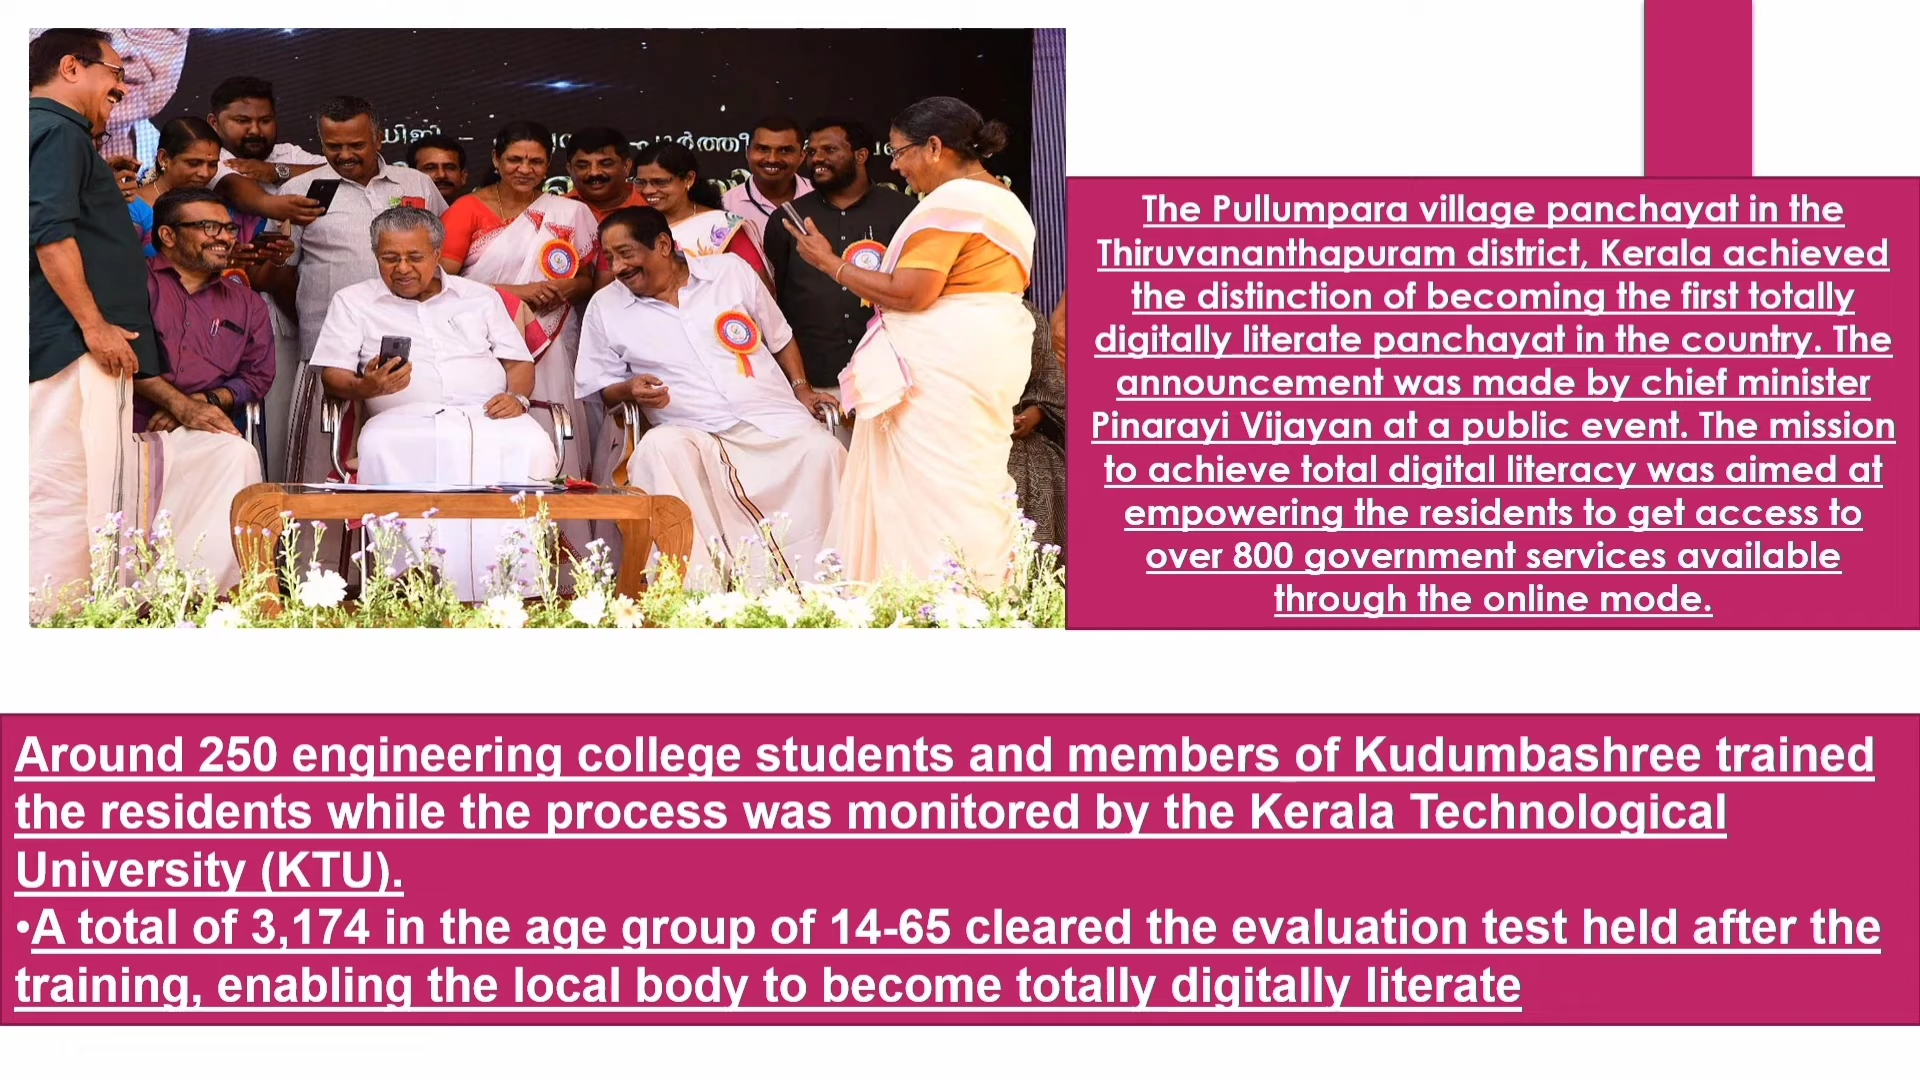 The Pullumpara village panchayat in the
Thiruvananthapuram district, Kerala achieved
the distinction of becoming the first totally
digitally literate panchayat in the country. The
announcement was made by chief minister
Pinarayi Vijayan at a public event. The mission
to achieve total digital literacy was aimed at
empowering the residents to get access to
over 800 government services available
through the online mode.
Around 250 engineering college students and members of Kudumbashree trained
the residents while the process was monitored by the Kerala Technological
University (KTU).
•A total of 3,174 in the age group of 14-65 cleared the evaluation test held after the
training, enabling the local body to become totally digitally literate